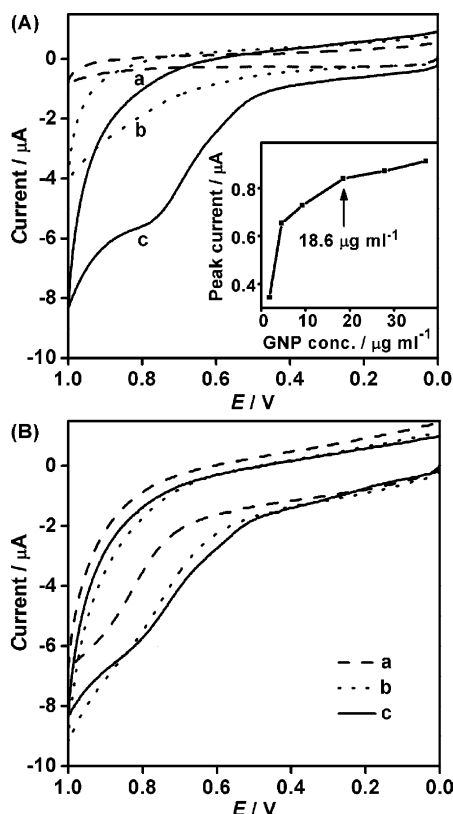 (A)
0
-2
-4
-6
-8
-10
Current / μA
a
b
c
1.0 0.8 0.6 0.4 0.2 0.0
E / V
0.8
0.6
0.4
Peak current / μA
18.6 μg ml-1
0 10 20 30
GNP conc. / μg ml-1
(B)
0
-2
-4
-6
-8
-10
Current / μA
a
b
c
1.0 0.8 0.6 0.4 0.2 0.0
E / V